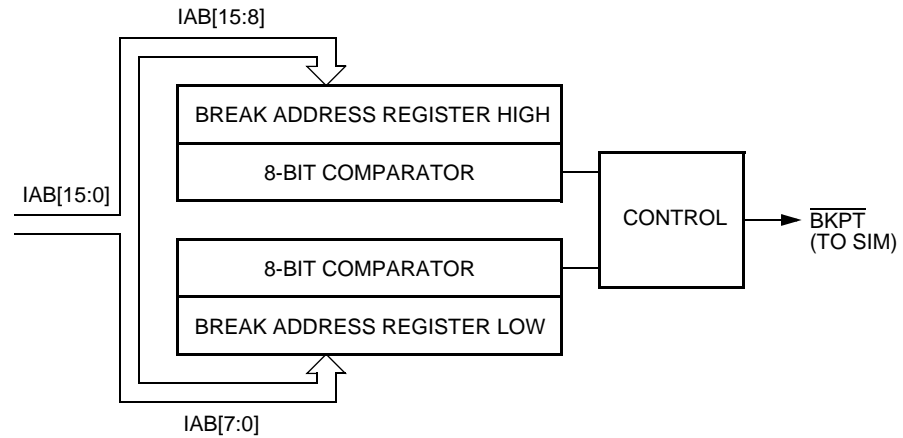 IAB[15:8]
BREAK ADDRESS REGISTER HIGH
8-BIT COMPARATOR
IAB[15:0]
CONTROL
BKPT
(TO SIM)
8-BIT COMPARATOR
BREAK ADDRESS REGISTER LOW
IAB[7:0]